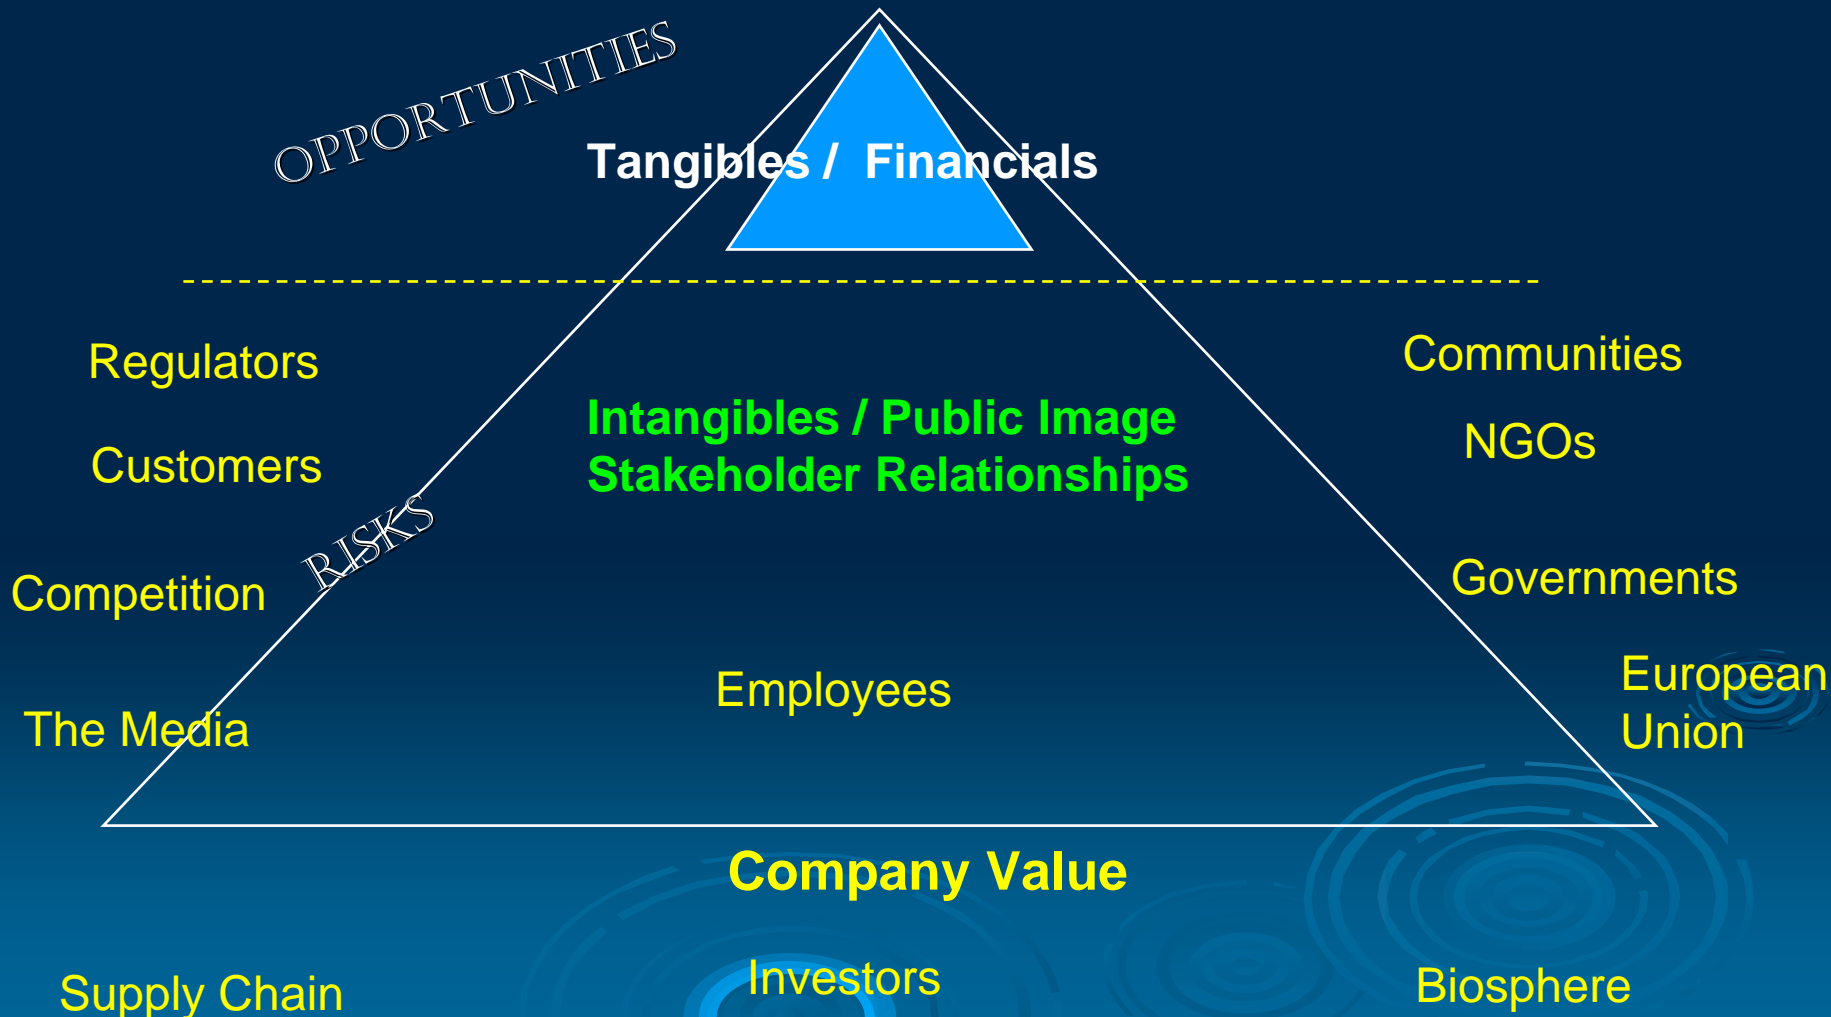 OPPORTUNITIES
Tangibles / Financials
Regulators
Communities
Intangibles / Public Image
Stakeholder Relationships
NGOs
Customers
RISKS
Competition
Governments
Employees
European
Union
The Media
Company Value
Supply Chain
Investors
Biosphere